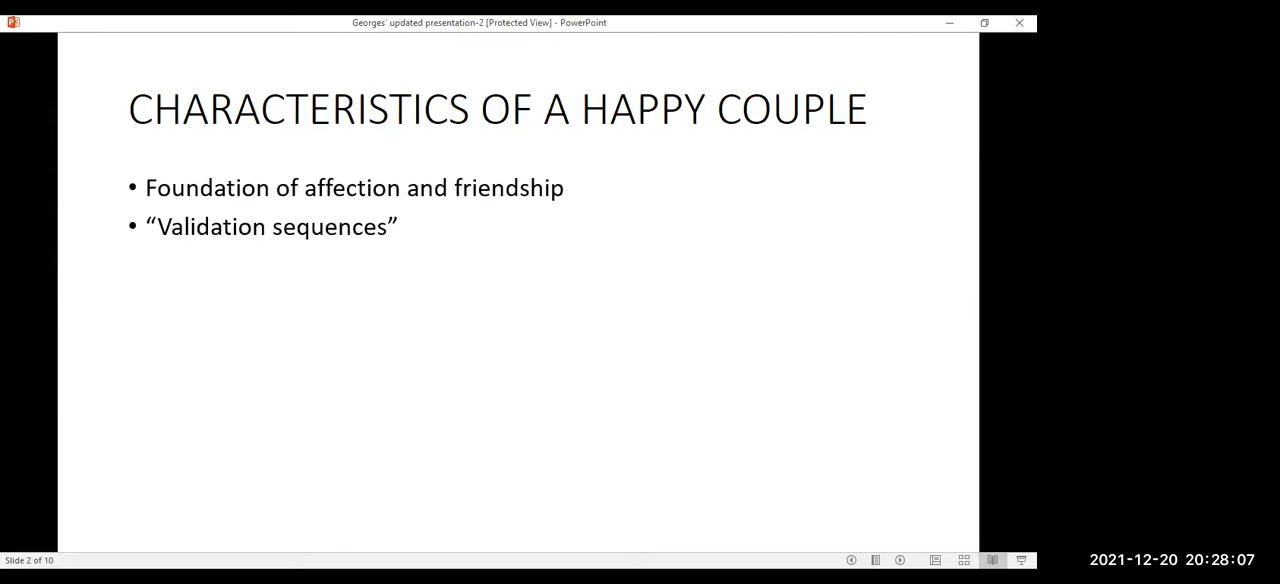 Georges' updated presentation-2 [Protected View] - PowerPoint
CHARACTERISTICS OF A HAPPY COUPLE
• Foundation of affection and friendship
• “Validation sequences”
Slide 2 of 10
2021-12-20 20:28:07